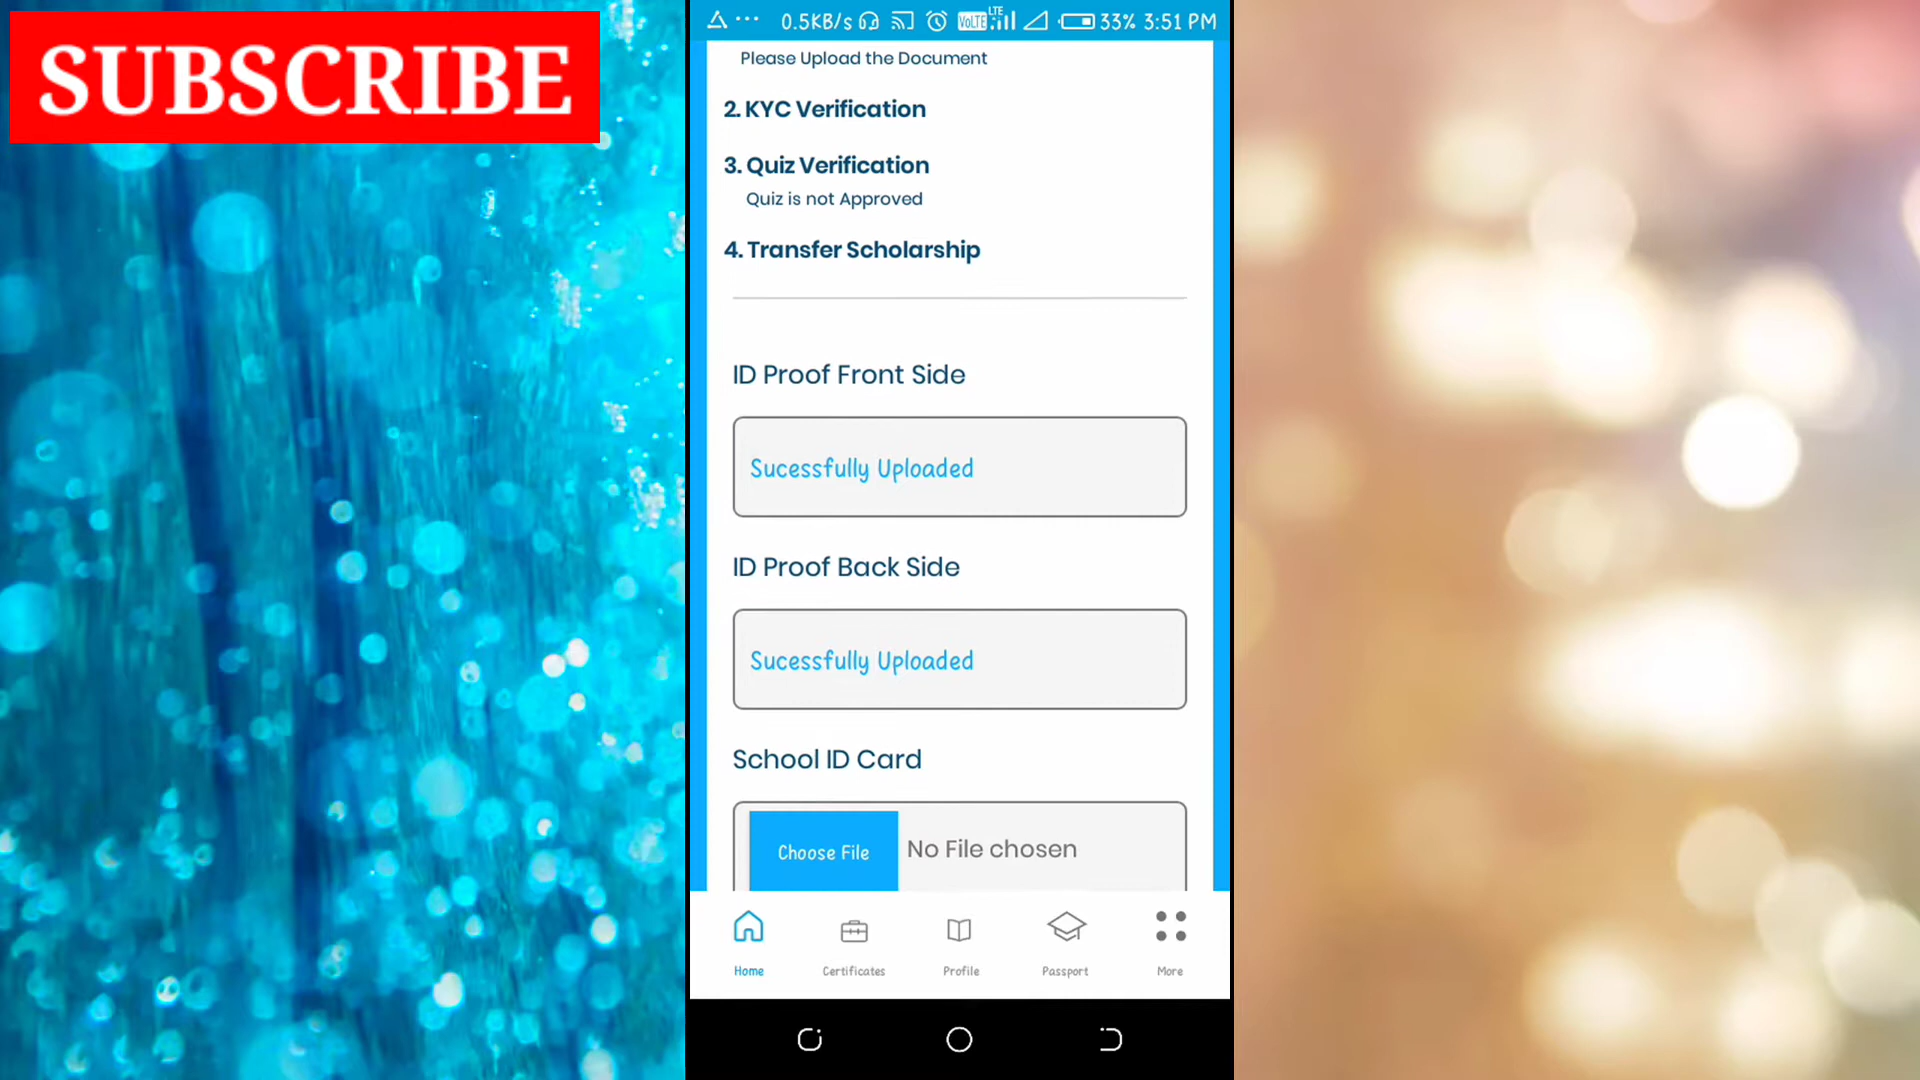 SUBSCRIBE
0.5KB/s VoLTE LTE 33% 3:51 PM
Please Upload the Document
2. KYC Verification
3. Quiz Verification
Quiz is not Approved
4. Transfer Scholarship
ID Proof Front Side
Sucessfully Uploaded
ID Proof Back Side
Sucessfully Uploaded
School ID Card
Choose File No File chosen
Home Certificates Profile Passport More